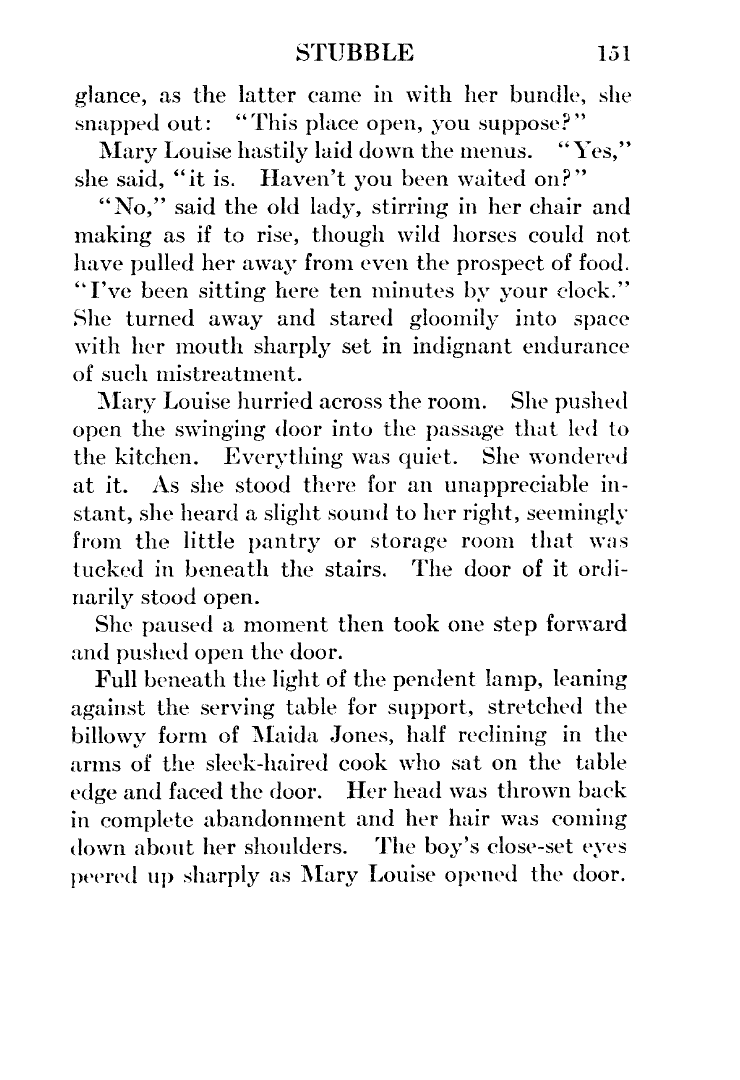 STUBBLE 151
glance, as the latter came in with her bundle, she
snapped out: "This place open, you suppose?"
Mary Louise hastily laid down the menus. "Yes,"
she said, "it is. Haven't you been waited on?"
"No," said the old lady, stirring in her chair and
making as if to rise, though wild horses could not
have pulled her away from even the prospect of food.
"I've been sitting here ten minutes by your clock."
She turned away and stared gloomily into space
with her mouth sharply set in indignant endurance
of such mistreatment.
Mary Louise hurried across the room. She pushed
open the swinging door into the passage that led to
the kitchen. Everything was quiet. She wondered
at it. As she stood there for an unappreciable in-
stant, she heard a slight sound to her right, seemingly
from the little pantry or storage room that was
tucked in beneath the stairs. The door of it ordi-
narily stood open.
She paused a moment then took one step forward
and pushed open the door.
Full beneath the light of the pendent lamp, leaning
against the serving table for support, stretched the
billowy form of Maida Jones, half reclining in the
arms of the sleek-haired cook who sat on the table
edge and faced the door. Her head was thrown back
in complete abandonment and her hair was coming
down about her shoulders. The boy's close-set eyes
peered up sharply as Mary Louise opened the door.